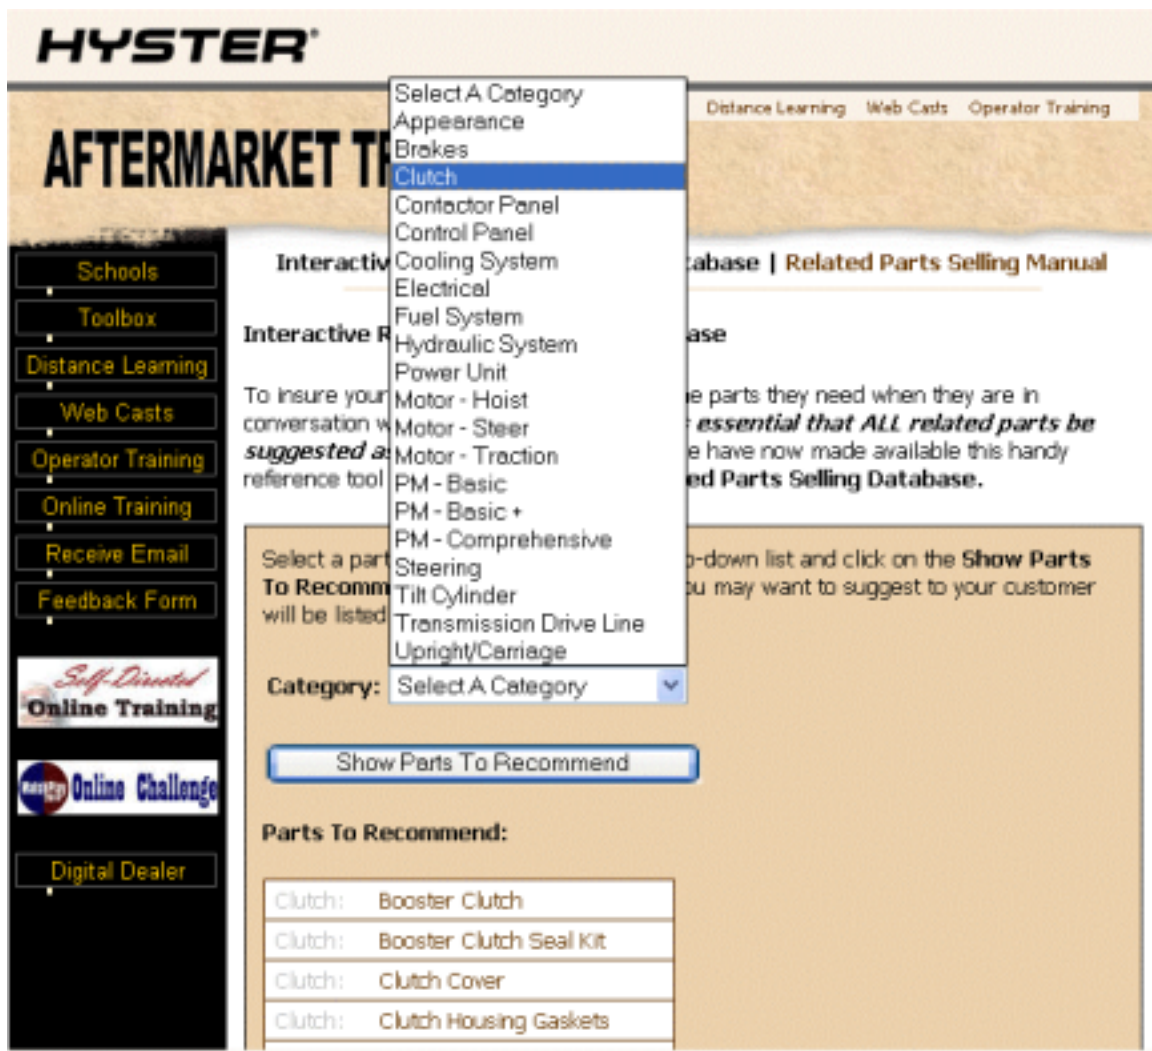 HYSTER
Distance Learning Web Casts Operator Training
AFTERMARKET
Select A Category
Appearance
Brakes
Clutch
Contactor Panel
Control Panel
Cooling System
Electrical
Fuel System
Hydraulic System
Power Unit
Motor - Hoist
Motor - Steer
Motor - Traction
PM - Basic
PM - Basic +
PM - Comprehensive
Steering
Tilt Cylinder
Transmission Drive Line
Upright/Carriage
Schools
Toolbox
Distance Learning
Web Casts
Operator Training
Online Training
Receive Email
Feedback Form
Self-Directed
Online Training
Online Challenge
Digital Dealer
| Related Parts Selling Manual
Interactive
To insure your parts they need when they are in
conversation essential that ALL related parts be
suggested have now made available this handy
reference tool Parts Selling Database.
Select a part list and click on the Show Parts
To may want to suggest to your customer
will be listed
Category: Select A Category
Show Parts To Recommend
Parts To Recommend:
Clutch: Booster Clutch
Clutch: Booster Clutch Seal Kit
Clutch: Clutch Cover
Clutch: Clutch Housing Gaskets